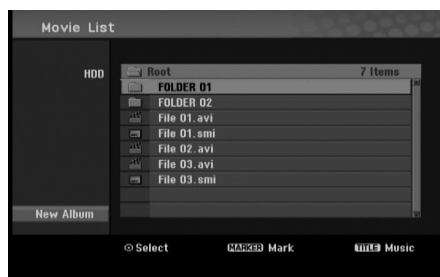 Movie List
HDD
Root 7 Items
FOLDER 01
FOLDER 02
File 01.avi
File 01.smi
File 02.avi
File 03.avi
File 03.smi
New Album
Select MARKER Mark TITLE Music